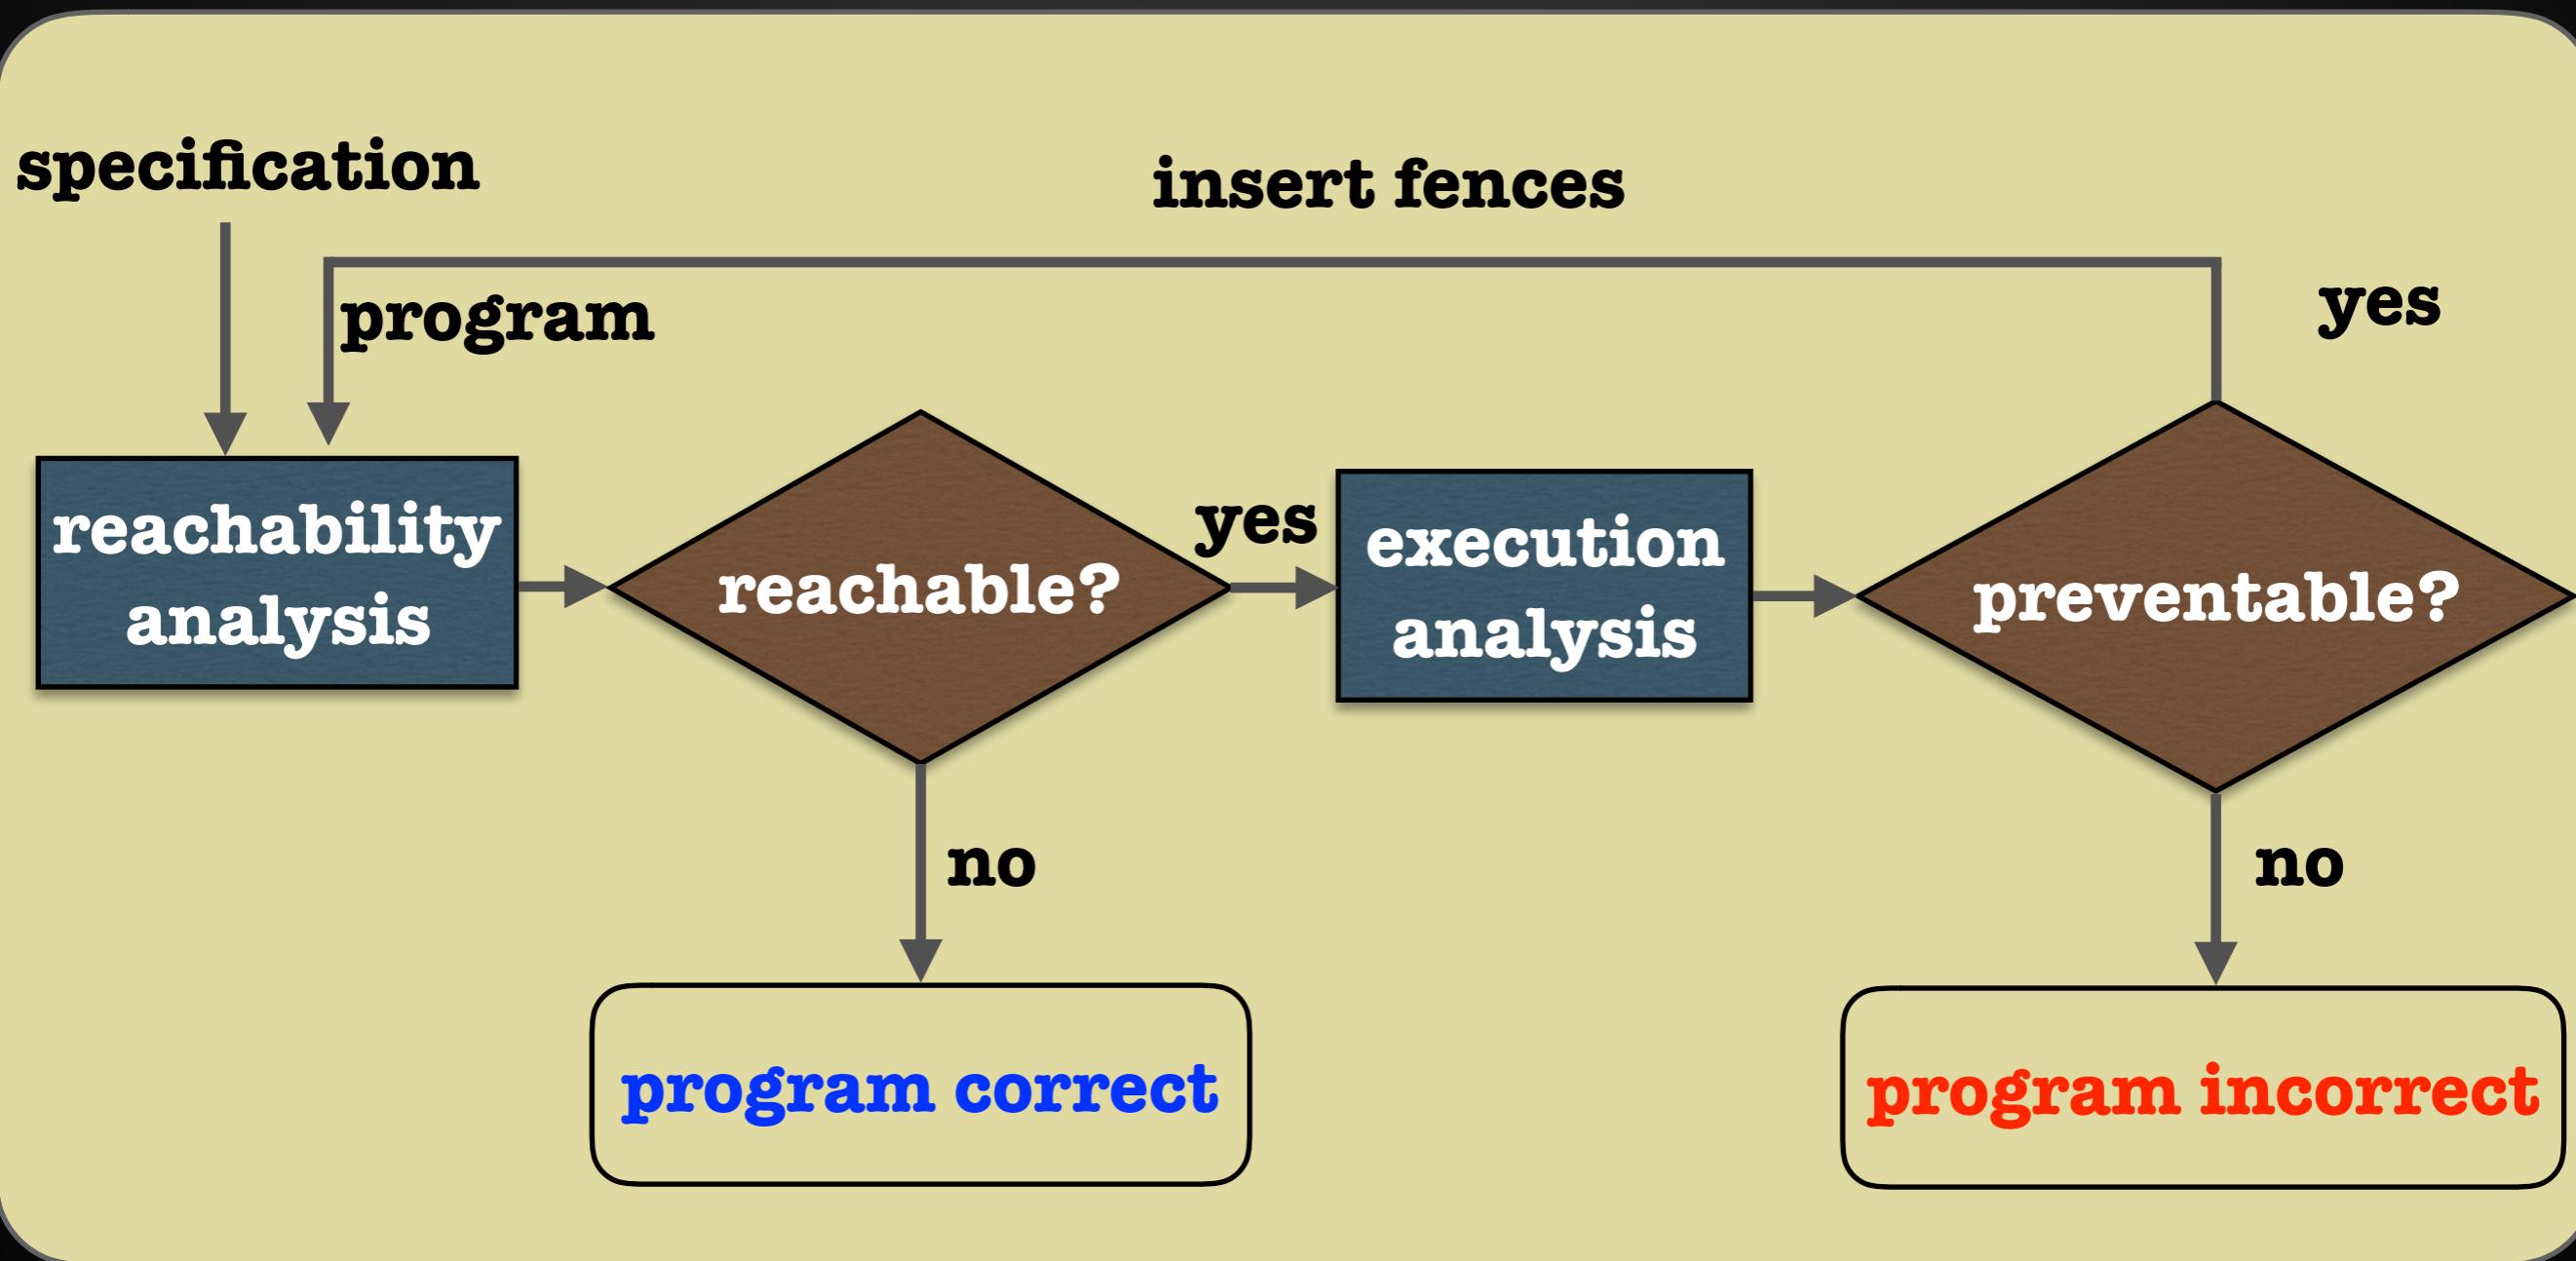 specification
insert fences
program
yes
reachability
analysis
reachable?
yes
execution
analysis
preventable?
no
no
program correct
program incorrect